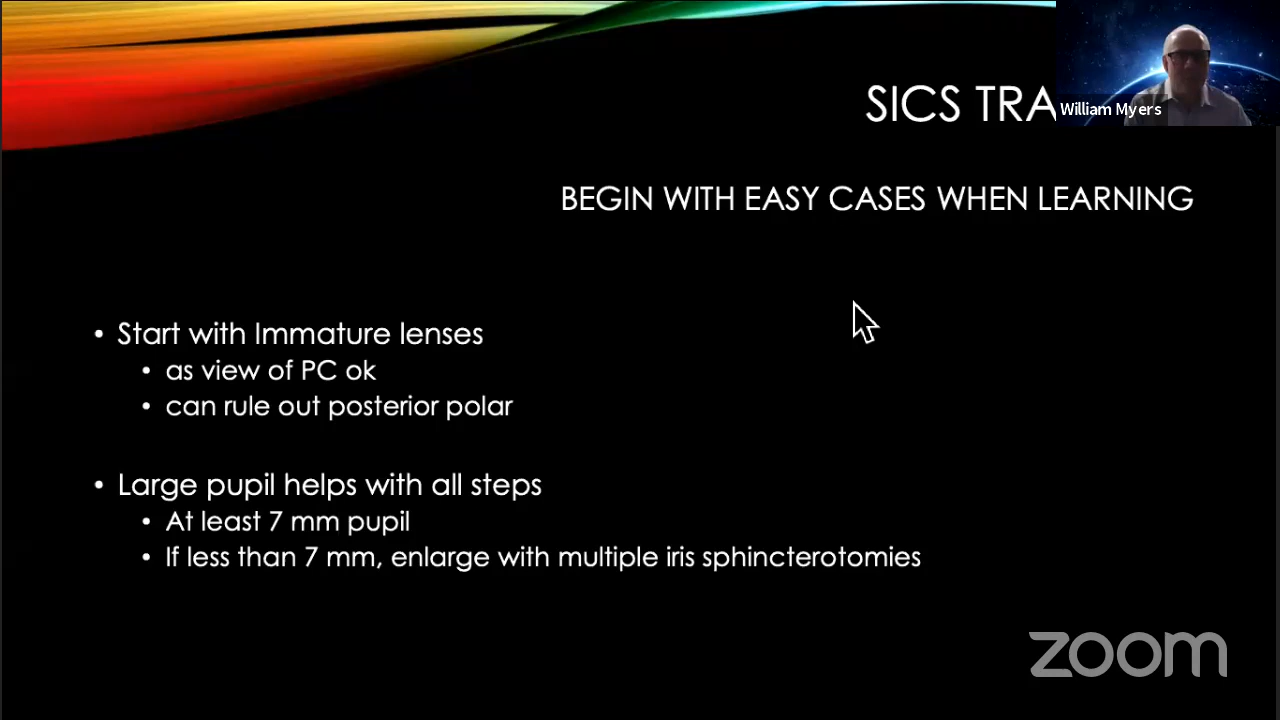 SICS TRA
William Myers
BEGIN WITH EASY CASES WHEN LEARNING
• Start with Immature lenses
• as view of PC ok
• can rule out posterior polar
• Large pupil helps with all steps
• At least 7 mm pupil
• If less than 7 mm, enlarge with multiple iris sphincterotomies
zoom